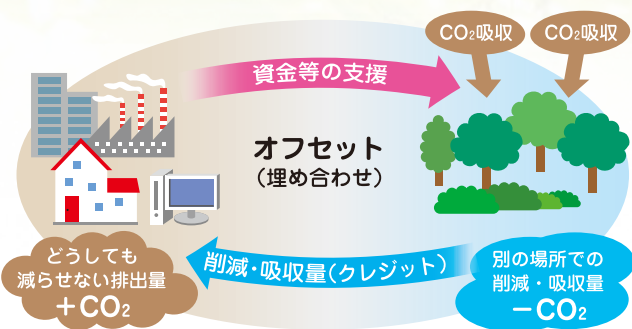 CO₂吸収
CO₂吸収
資金等の支援
オフセット
（埋め合わせ）
削減・吸収量（クレジット）
どうしても
減らせない排出量
＋CO₂
別の場所での
削減・吸収量
－CO₂